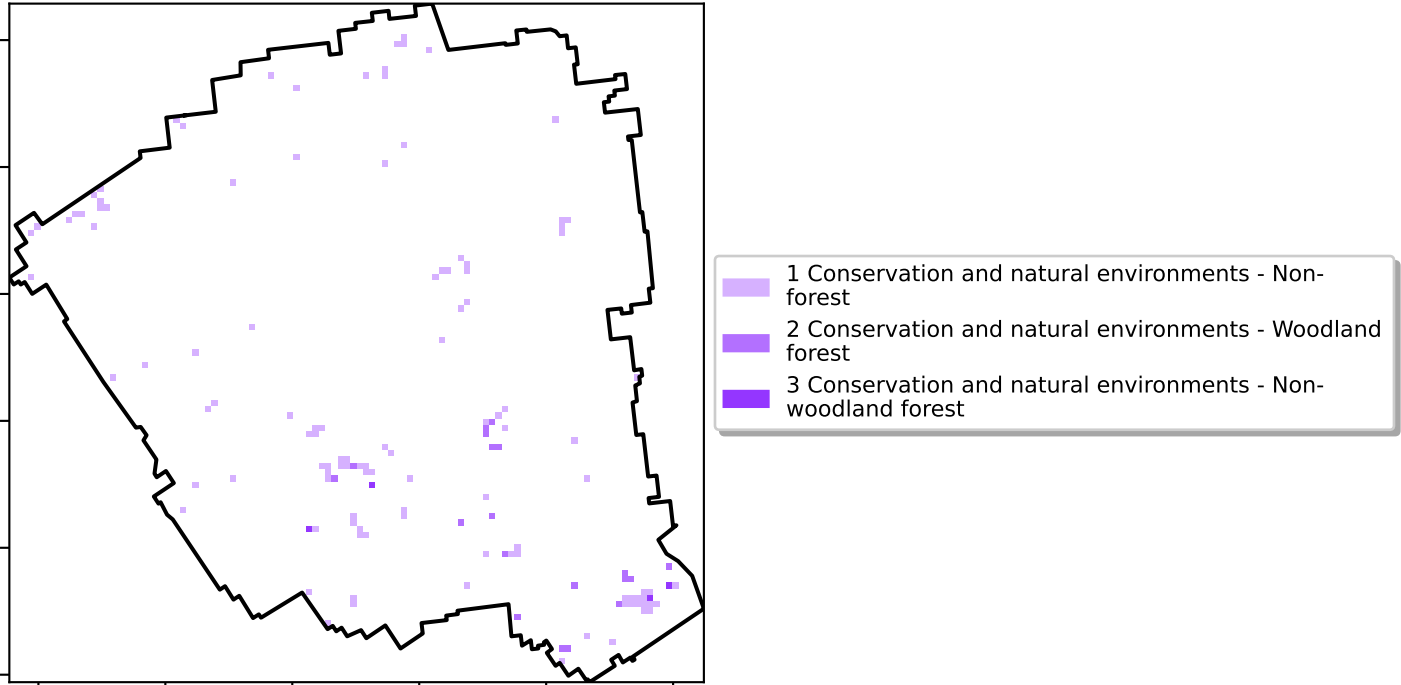 1 Conservation and natural environments - Non-
forest
2 Conservation and natural environments - Woodland
forest
3 Conservation and natural environments - Non-
woodland forest